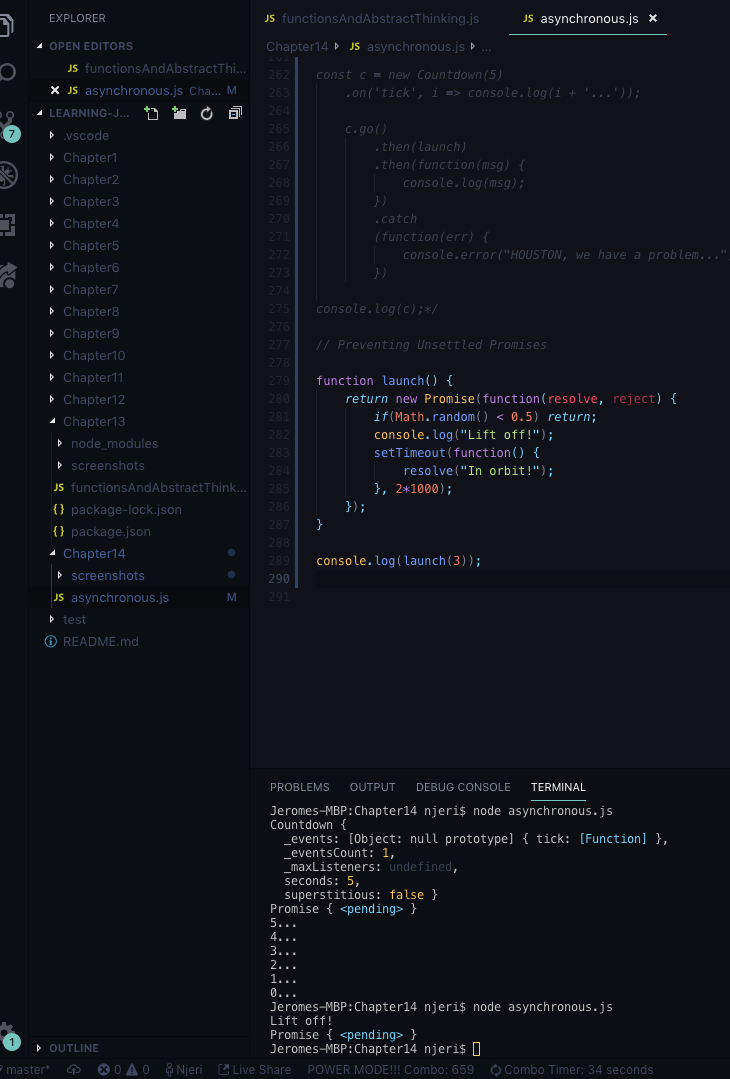 EXPLORER
OPEN EDITORS
JS functionsAndAbstractThi...
JS asynchronous.js Cha... M
LEARNING-J...
.vscode
Chapter1
Chapter2
Chapter3
Chapter4
Chapter5
Chapter6
Chapter7
Chapter8
Chapter9
Chapter10
Chapter11
Chapter12
Chapter13
node_modules
screenshots
JS functionsAndAbstractThink...
{} package-lock.json
{} package.json
Chapter14
screenshots
JS asynchronous.js M
test
README.md
OUTLINE
7
1
JS functionsAndAbstractThinking.js
JS asynchronous.js
Chapter14 JS asynchronous.js ...
262 const c = new Countdown(5)
263 .on('tick', i => console.log(i + '...'));
264
265 c.go()
266 .then(launch)
267 .then(function(msg) {
268 console.log(msg);
269 })
270 .catch
271 (function(err) {
272 console.error("HOUSTON, we have a problem..."
273 })
274
275 console.log(c);*/
276
277 // Preventing Unsettled Promises
278
279 function launch() {
280 return new Promise(function(resolve, reject) {
281 if(Math.random() < 0.5) return;
282 console.log("Lift off!");
283 setTimeout(function() {
284 resolve("In orbit!");
285 }, 2*1000);
286 });
287 }
288
289 console.log(launch(3));
290
291
PROBLEMS OUTPUT DEBUG CONSOLE TERMINAL
Jeromes-MBP:Chapter14 njeri$ node asynchronous.js
Countdown {
_events: [Object: null prototype] { tick: [Function] },
_eventsCount: 1,
_maxListeners: undefined,
seconds: 5,
superstitious: false }
Promise { <pending> }
5...
4...
3...
2...
1...
0...
Jeromes-MBP:Chapter14 njeri$ node asynchronous.js
Lift off!
Promise { <pending> }
Jeromes-MBP:Chapter14 njeri$
master* 0 0 Njeri Live Share POWER MODE!!! Combo: 659 Combo Timer: 34 seconds